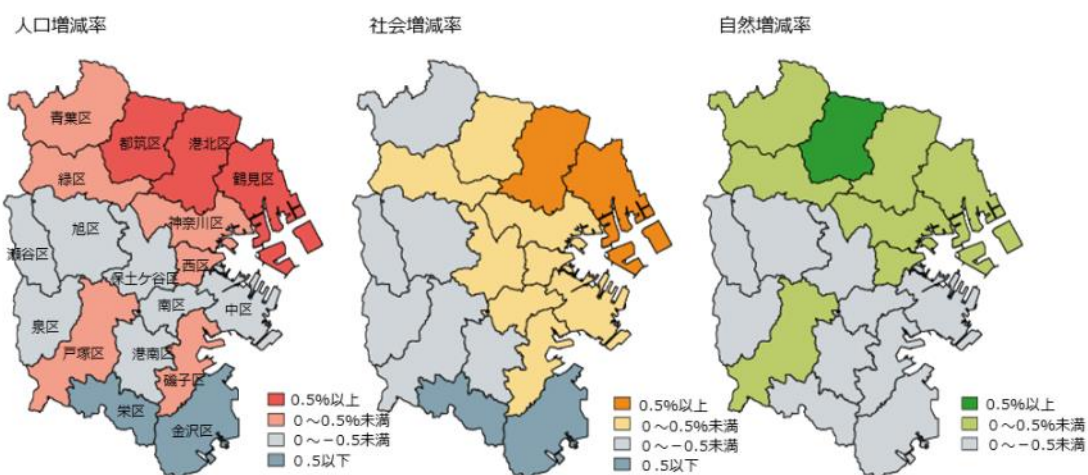 人口増減率
社会増減率
自然増減率
青葉区
都筑区
港北区
緑区
鶴見区
神奈川区
旭区
瀬谷区
西区
保土ケ谷区
南区
中区
泉区
戸塚区
港南区
磯子区
栄区
金沢区
0.5%以上
0～0.5%未満
0～－0.5未満
0.5以下
0.5%以上
0～0.5%未満
0～－0.5未満
0.5以下
0.5%以上
0～0.5%未満
0～－0.5未満